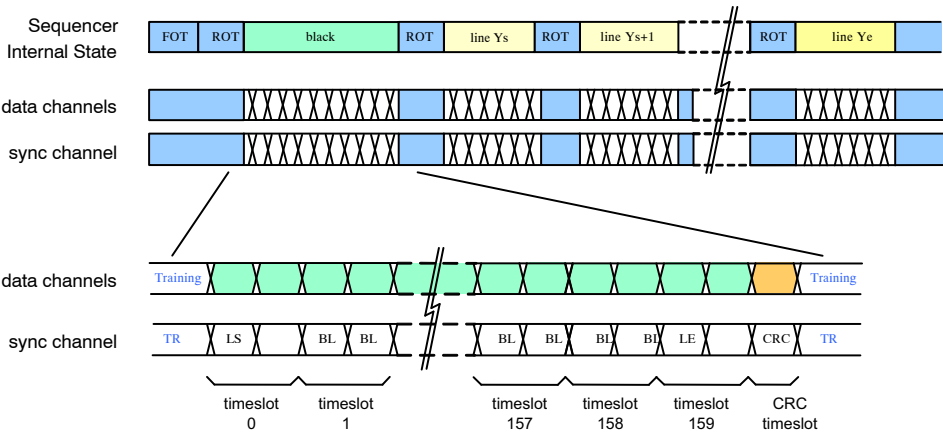 Sequencer
Internal State
FOT ROT black ROT line Ys ROT line Ys+1 ROT line Ye
data channels
sync channel
data channels Training Training
sync channel TR LS BL BL BL BL BL BL LE CRC TR
timeslot timeslot timeslot timeslot timeslot CRC
0 1 157 158 159 timeslot